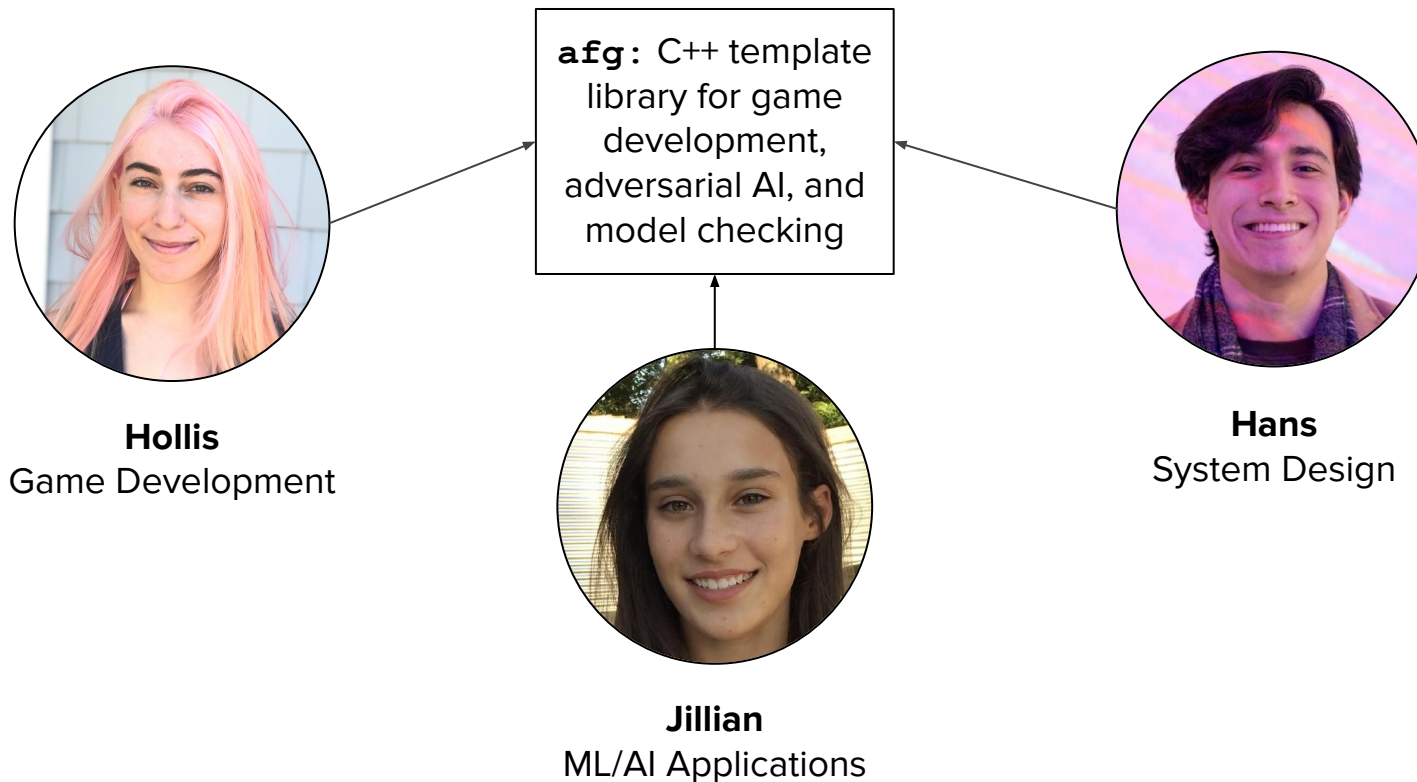 afg: C++ template
library for game
development,
adversarial AI, and
model checking
Hollis
Game Development
Hans
System Design
Jillian
ML/AI Applications